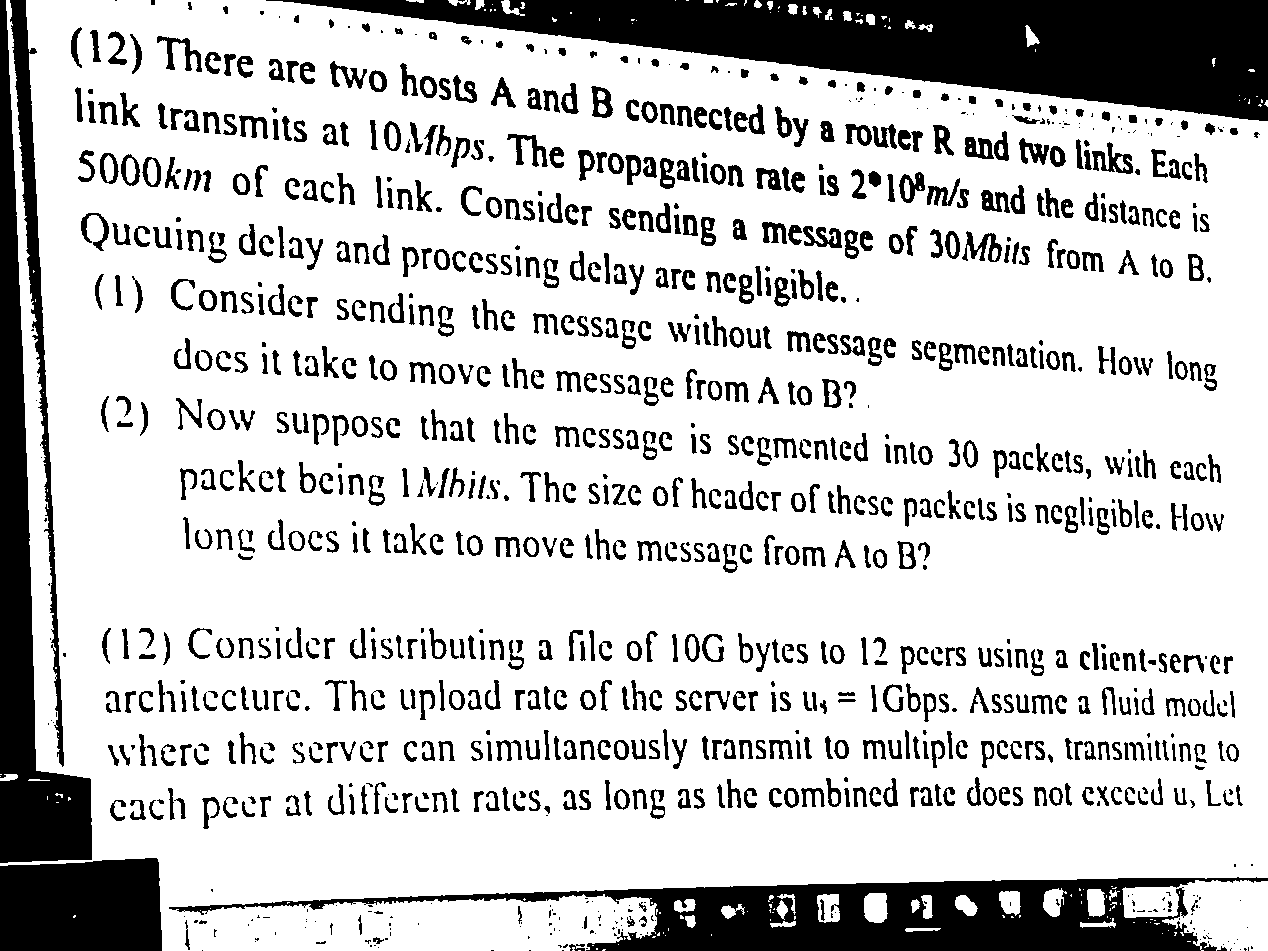 (12) There are two hosts A and B connected by a router R and two links. Each
link transmits at 10Mbps. The propagation rate is 2*10⁸m/s and the distance is
5000km of each link. Consider sending a message of 30Mbits from A to B.
Queuing delay and processing delay are negligible. .
(1) Consider sending the message without message segmentation. How long
does it take to move the message from A to B?
(2) Now suppose that the message is segmented into 30 packets, with each
packet being 1Mbits. The size of header of these packets is negligible. How
long does it take to move the message from A to B?
(12) Consider distributing a file of 10G bytes to 12 peers using a client-server
architecture. The upload rate of the server is uₛ = 1Gbps. Assume a fluid model
where the server can simultaneously transmit to multiple peers, transmitting to
each peer at different rates, as long as the combined rate does not exceed uₛ Let